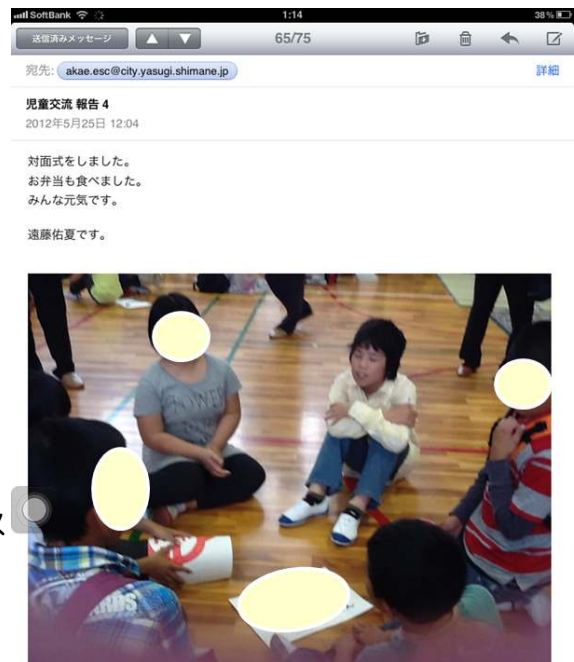 SoftBank
1:14
38%
送信済みメッセージ
65/75
宛先: akae.esc@city.yasugi.shimane.jp
詳細
児童交流 報告 4
2012年5月25日 12:04
対面式をしました。
お弁当も食べました。
みんな元気です。
遠藤佑夏です。